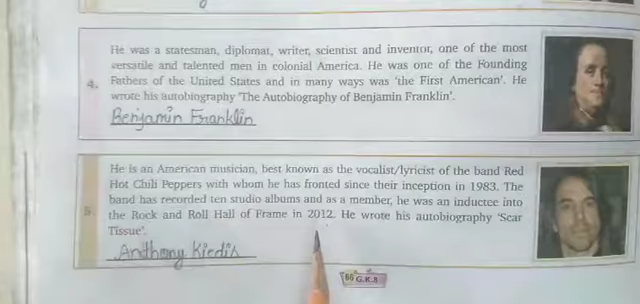 He was a statesman, diplomat, writer, scientist and inventor, one of the most
versatile and talented men in colonial America. He was one of the Founding
4. Fathers of the United States and in many ways was 'the First American'. He
wrote his autobiography 'The Autobiography of Benjamin Franklin'.
Benjamin Franklin
He is an American musician, best known as the vocalist/lyricist of the band Red
Hot Chili Peppers with whom he has fronted since their inception in 1983. The
band has recorded ten studio albums and as a member, he was an inductee into
5. the Rock and Roll Hall of Frame in 2012. He wrote his autobiography 'Scar
Tissue'.
Anthony Kiedis
60 G.K.8